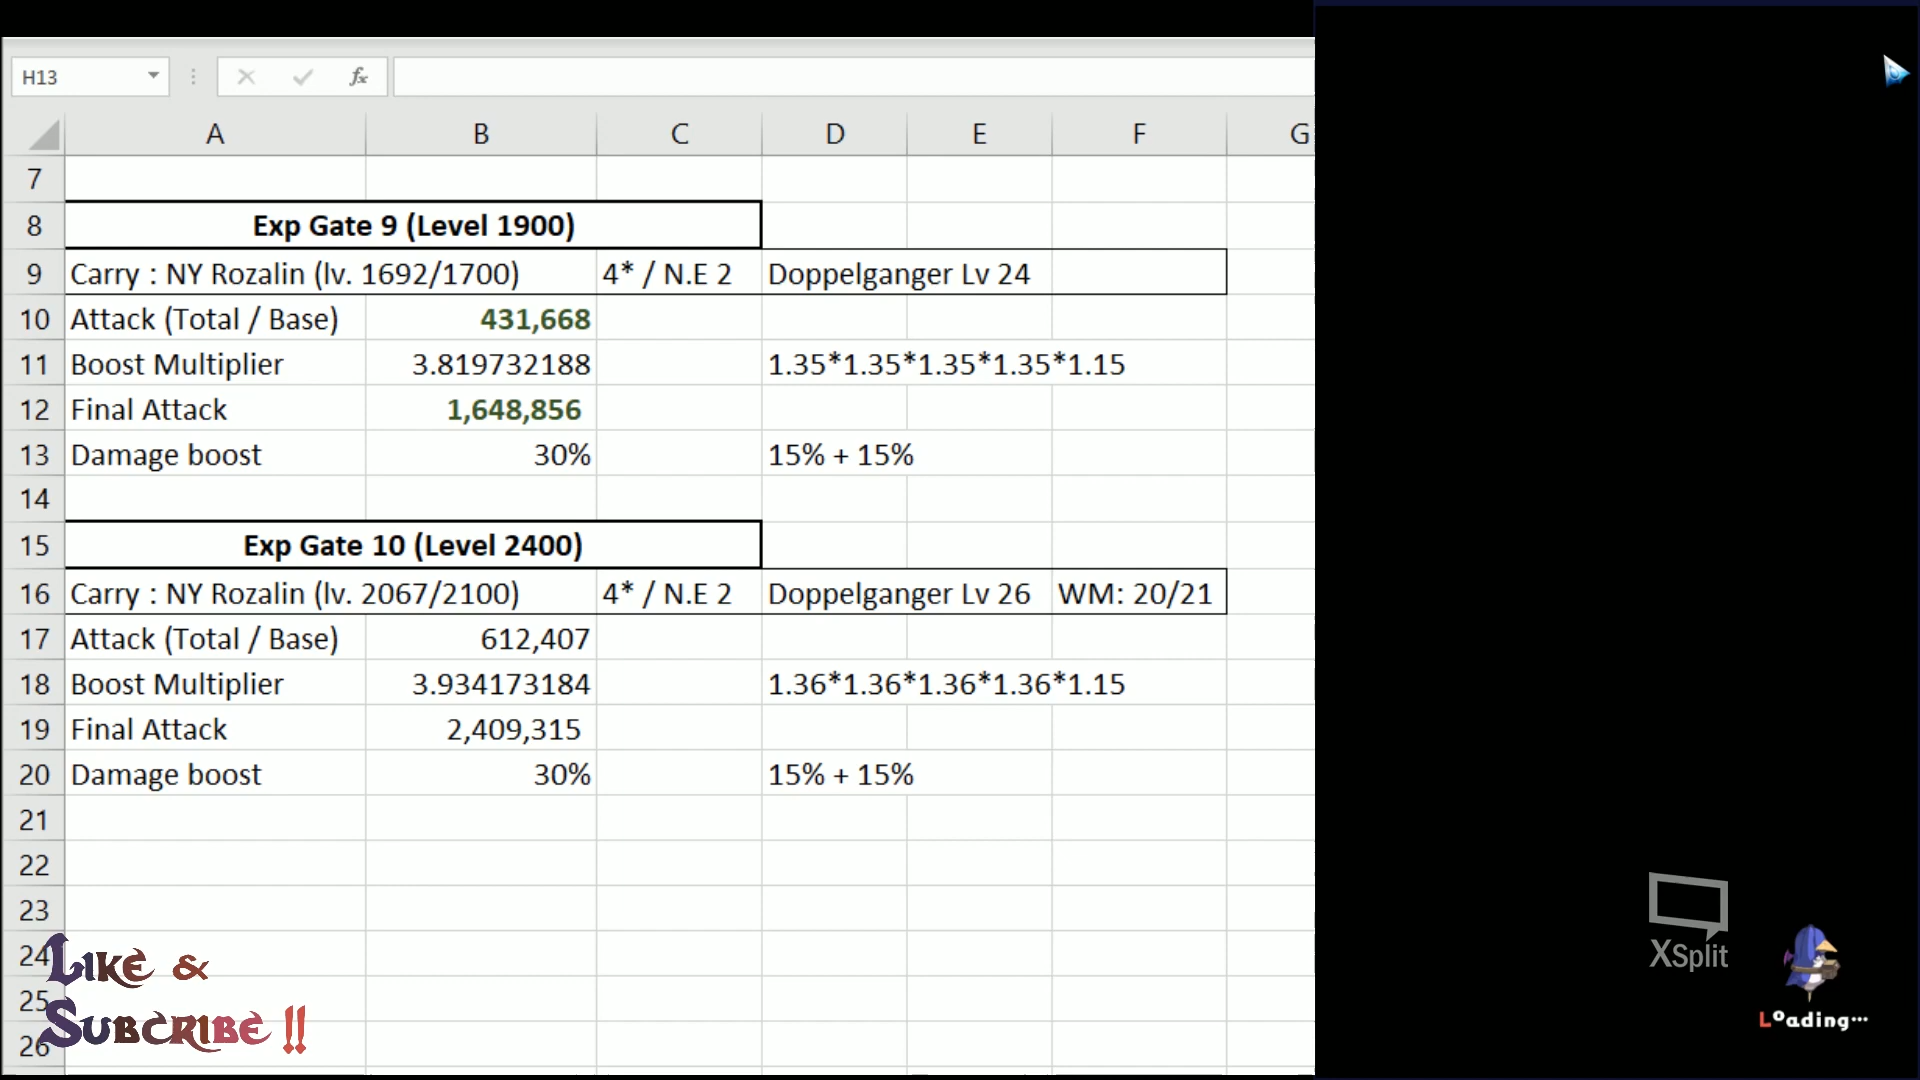 H13 fx
A B C D E F G
7
8 Exp Gate 9 (Level 1900)
9 Carry : NY Rozalin (lv. 1692/1700) 4* / N.E 2 Doppelganger Lv 24
10 Attack (Total / Base) 431,668
11 Boost Multiplier 3.819732188 1.35*1.35*1.35*1.35*1.15
12 Final Attack 1,648,856
13 Damage boost 30% 15% + 15%
14
15 Exp Gate 10 (Level 2400)
16 Carry : NY Rozalin (lv. 2067/2100) 4* / N.E 2 Doppelganger Lv 26 WM: 20/21
17 Attack (Total / Base) 612,407
18 Boost Multiplier 3.934173184 1.36*1.36*1.36*1.36*1.15
19 Final Attack 2,409,315
20 Damage boost 30% 15% + 15%
21
22
23
24
25
26
Like &
Subcribe !!
XSplit
Loading...